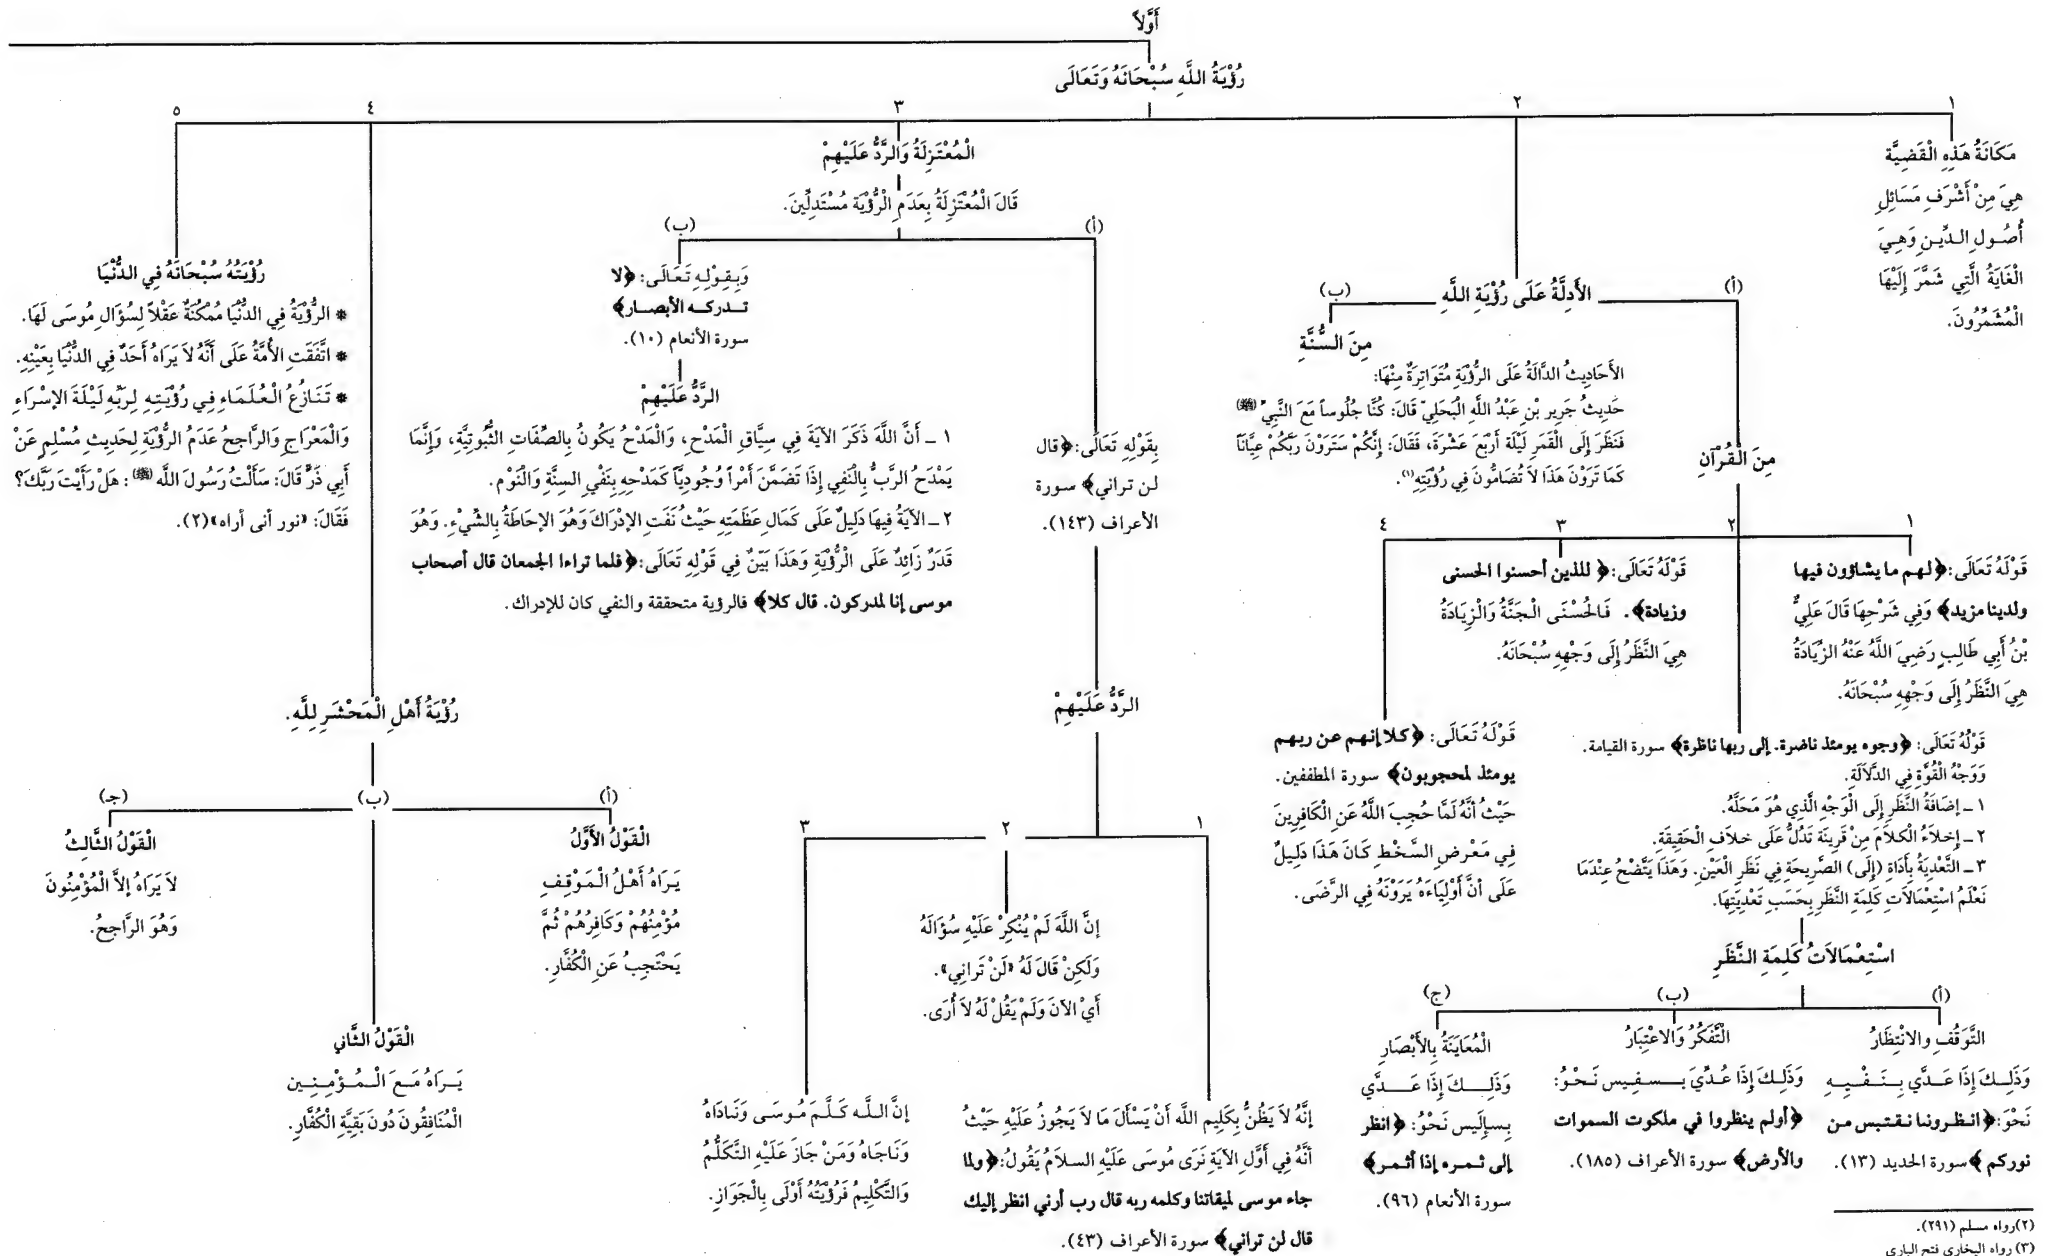 أَوَّلاً
رُؤْيَةُ اللَّهِ سُبْحَانَهُ وَتَعَالَى
١
مَكَانَةُ هَذِهِ الْقَضِيَّة
هِيَ مِنْ أَشْرَفِ مَسَائِلِ
أُصُولِ الدِّينِ وَهِيَ
الْغَايَةُ الَّتِي شَمَّرَ إِلَيْهَا
الْمُشَمِّرُونَ.
٢
الأَدِلَّةُ عَلَى رُؤْيَةِ اللَّهِ
(أ)
مِنَ الْقُرْآنِ
١
قَوْلُهُ تَعَالَى: ﴿لهم ما يشاؤون فيها
ولدينا مزيد﴾ وَفِي شَرْحِهَا قَالَ عَلِيُّ
بْنُ أَبِي طَالِبٍ رَضِيَ اللَّهُ عَنْهُ الزِّيَادَةُ
هِيَ النَّظَرُ إِلَى وَجْهِهِ سُبْحَانَهُ.
٢
قَوْلُهُ تَعَالَى: ﴿وجوه يومئذ ناضرة. إلى ربها ناظرة﴾ سورة القيامة.
وَوَجْهُ الْقُوَّةِ فِي الدَّلاَلَةِ.
١ ـ إِضَافَةُ النَّظَرِ إِلَى الْوَجْهِ الَّذِي هُوَ مَحَلُّهُ.
٢ ـ إِخْلاَءُ الْكَلاَمِ مِنْ قَرِينَة تَدُلُّ عَلَى خِلاَفِ الْحَقِيقَةِ.
٣ ـ التَّعْدِيَةُ بِأَدَاةِ (إِلَى) الصَّرِيحَةِ فِي نَظَرِ الْعَيْنِ. وَهَذَا يَتَّضِحُ عِنْدَمَا
نَعْلَمُ اسْتِعْمَالاَتِ كَلِمَةِ النَّظَرِ بِحَسَبِ تَعْدِيَتِهَا.
اسْتِعْمَالاَتُ كَلِمَةِ النَّظَرِ
(أ)
التَّوَقُّفِ والانْتِظَارُ
وَذَلِكَ إِذَا عَدَّي بِنَفْيِهِ
نَحْوَ: ﴿انظرونا نقتبس من
نوركم﴾ سورة الحديد (١٣).
(ب)
التَّفَكُّرُ وَالاعْتِبَارُ
وَذَلِكَ إِذَا عُدِّيَ بـسفِيس نَحْوُ:
﴿أولم ينظروا في ملكوت السموات
والأرض﴾ سورة الأعراف (١٨٥).
(ج)
الْمُعَايَنَةُ بِالأَبْصَارِ
وَذَلِكَ إِذَا عَدَّي
بِسإِلَيس نَحْوُ: ﴿انظر
إلى ثمره إذا أثمر﴾
سورة الأنعام (٩٦).
٣
قَوْلُهُ تَعَالَى: ﴿للذين أحسنوا الحسنى
وزيادة﴾. فَالحُسْنَى الْجَنَّةُ وَالْزِيَادَةُ
هِيَ النَّظَرُ إِلَى وَجْهِهِ سُبْحَانَهُ.
٤
قَوْلُهُ تَعَالَى: ﴿كلا إنهم عن ربهم
يومئذ لمحجوبون﴾ سورة المطففين.
حَيْثُ أَنَّهُ لَمَّا حُجِبَ اللَّهُ عَنِ الْكَافِرِينَ
فِي مَعْرِضِ السَّخْطِ كَانَ هَذَا دَلِيلٌ
عَلَى أَنَّ أَوْلِيَاءَهُ يَرَوْنَهُ فِي الرِّضَى.
(ب)
مِنَ السُّنَّةِ
الأَحَادِيثُ الدَّالَةُ عَلَى الرُّؤْيَةِ مُتَوَاتِرَةٌ مِنْهَا:
حَدِيثُ جَرِيرِ بْنِ عَبْدُ اللَّهِ الْبَجَلِيِّ قَالَ: كُنَّا جُلُوساً مَعَ النَّبِيِّ ﷺ
فَنَظَرَ إِلَى الْقَمَرِ لَيْلَةَ أَرْبَعَ عَشْرَةَ، فَقَالَ: إِنَّكُمْ سَتَرَوْنَ رَبَّكُمْ عِيَّانَاً
كَمَا تَرَوْنَ هَذَا لاَ تُضَامُّونَ فِي رُؤْيَتِهِ(١).
٣
الْمُعْتَزِلَةُ وَالرَّدُّ عَلَيْهِمْ
قَالَ الْمُعْتَزِلَةُ بِعَدَمِ الْرُّؤْيَة مُسْتَدِلِّينَ.
(أ)
بِقَوْلِهِ تَعَالَى: ﴿قال
لن تراني﴾ سورة
الأعراف (١٤٣).
الرَّدُّ عَلَيْهِمْ
١
إِنَّهُ لاَ يَظُنُّ بِكَلِيمِ اللَّه أَنْ يَسْأَلَ مَا لاَ يَجُوزُ عَلَيْهِ حَيْثُ
أَنَّهُ فِي أَوَّلِ الآيَةِ نَرَى مُوسَى عَلَيْهِ السلاَمُ يَقُولُ: ﴿ولما
جاء موسى لميقاتنا وكلمه ربه قال رب أرني انظر إليك
قال لن تراني﴾ سورة الأعراف (٤٣).
٢
إِنَّ اللَّهَ لَمْ يُنْكِرْ عَلَيْهِ سُؤَالَهُ
وَلَكِنْ قَالَ لَهُ «لَنْ تَرانِي».
أَيْ الآنَ وَلَمْ يَقُلْ لَهُ لاَ أُرَى.
٣
إنَّ اللَّه كَلَّمَ مُوسَى وَنَادَاهُ
وَنَاجَاهُ وَمَنْ جَازَ عَلَيْهِ التَّكَلُّمُ
وَالتَّكْلِيمُ فَرُؤْيَتُهُ أَوْلَى بِالْجَوَازِ.
(ب)
وَبِقِوْلِهِ تَعَالَى: ﴿لا
تدركه الأبصار﴾
سورة الأنعام (١٠).
الرَّدُّ عَلَيْهِمْ
١ ـ أَنَّ اللَّهَ ذَكَرَ الآيَةَ فِي سِيَّاقِ الْمَدْحِ، وَالْمَدْحُ يَكُونُ بِالصِّفَاتِ الثُّبُوتِيَّةِ، وَإِنَّمَا
يَمْدَحُ الرَّبُّ بِالْنَفِي إِذَا تَضَمَّنَ أَمْراً وُجُودِيَّاً كَمَدْحِهِ بِنَفْيِ السِنَّةِ وَالنَّوْمِ.
٢ ـ الآيَةُ فِيهَا دَلِيلٌ عَلَى كَمَالِ عَظَمَتِهِ حَيْثُ نَفَتِ الإِدْرَاكَ وَهُوَ الإِحَاطَةُ بِالشَّيْءِ. وَهُوَ
قَدَرٌ زَائِدٌ عَلَى الْرُّؤْيَةِ وَهَذَا بَيِّنٌ فِي قَوْلِهِ تَعَالَى: ﴿فلما تراءا الجمعان قال أصحاب
موسى إنا لمدركون. قال كلا﴾ فالرؤية متحققة والنفي كان للإدراك.
٤
رُؤْيَةُ أَهْلِ الْمَحْشَرِ لِلَّهِ.
(أ)
الْقَوْلُ الأَوَّلُ
يَرَاهُ أَهْلُ الْمَوْقِفِ
مُؤْمِنُهُمْ وَكَافِرُهُمْ ثُمَّ
يَحْتَجِبُ عَنِ الْكُفَّارِ.
(ب)
الْقَوْلُ الثَّاني
يَرَاهُ مَعَ الْمُؤْمِنِين
الْمُنَافِقُونَ دُونَ بَقِيَّةِ الْكُفَّارِ.
(جـ)
الْقَوْلُ الثَّالِثُ
لاَ يَرَاهُ إِلاَّ الْمُؤْمِنُونَ
وَهُوَ الرَّاجِحُ.
٥
رُؤْيَتُهُ سُبْحَانَهُ فِي الدُّنْيَا
* الرُّؤْيَةُ فِي الدُّنْيَا مُمْكِنَةٌ عَقْلاً لِسُؤَالِ مُوسَى لَهَا.
* اتَّفَقَتِ الأُمَّةُ عَلَى أَنَّهُ لاَ يَرَاهُ أَحَدٌ فِي الدُّنْيَا بِعَيْنِهِ.
* تَنَازُعُ الْعُلَمَاءِ فِي رُؤْيَتِهِ لِرَبِّهِ لَيْلَةَ الإِسْرَاءِ
وَالْمَعْرَاجِ وَالرَّاجِحُ عَدَمُ الرُّؤْيَةِ لِحَدِيثِ مُسْلِمٍ عَنْ
أَبِي ذَرٍّ قَالَ: سَأَلْتُ رَسُولَ اللَّه ﷺ: هَلْ رَأَيْتَ رَبَّكَ؟
فَقَالَ: «نور أنى أراه»(٢).
(٢) رواه مسلم (٢٩١).
(٣) رواه البخاري فتح الباري